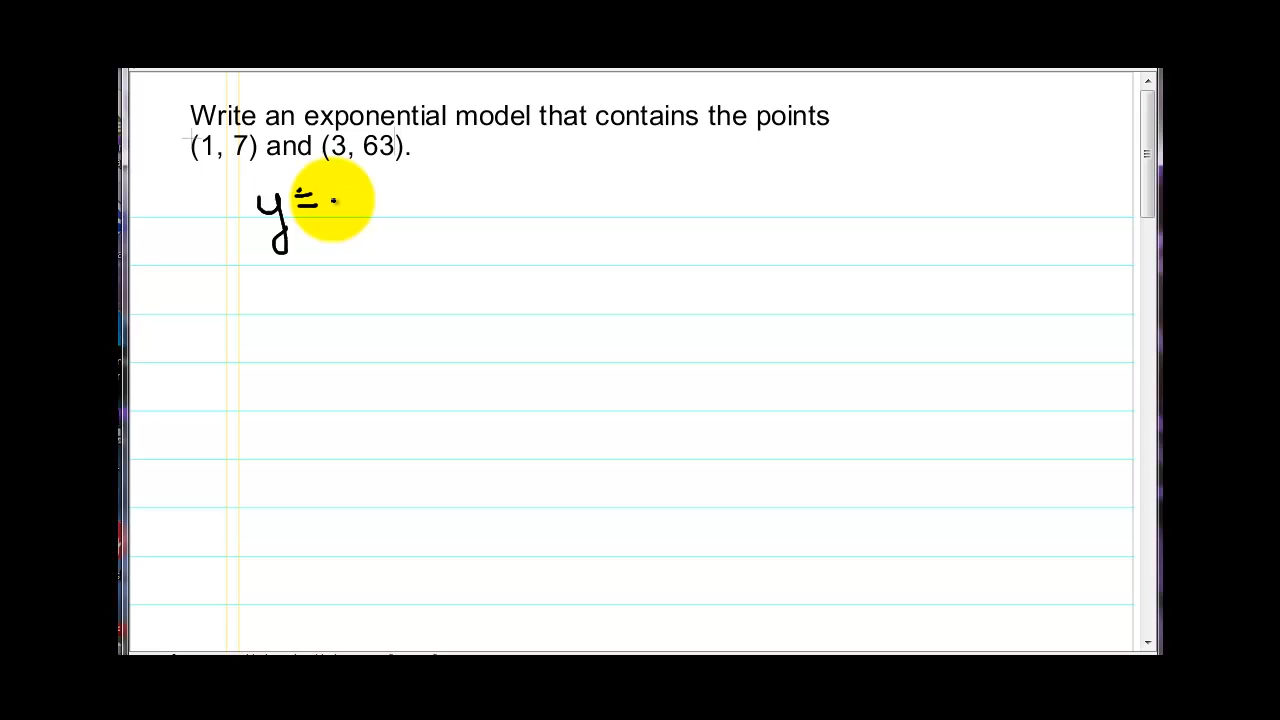 Write an exponential model that contains the points
(1, 7) and (3, 63).
y =